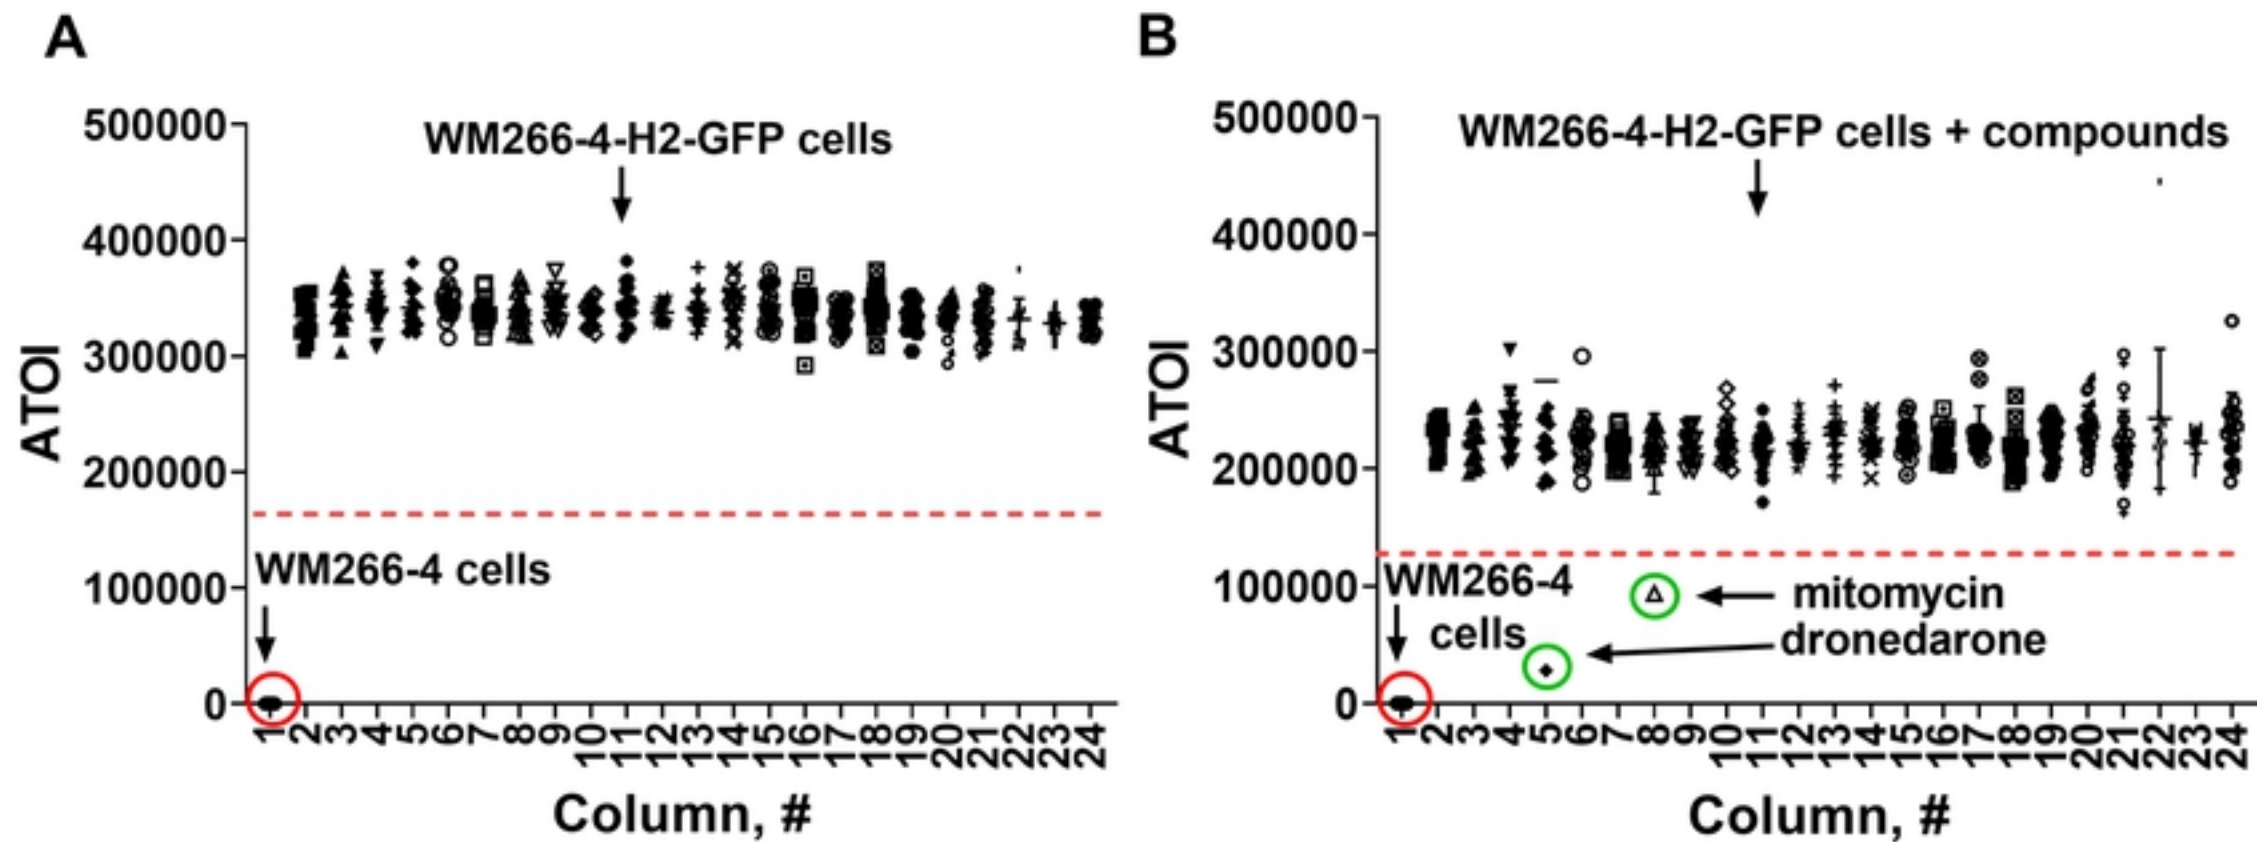 A
500000
400000
300000
200000
100000
0
ATOI
WM266-4-H2-GFP cells
WM266-4 cells
1 2 3 4 5 6 7 8 9 10 11 12 13 14 15 16 17 18 19 20 21 22 23 24
Column, #
B
500000
400000
300000
200000
100000
0
ATOI
WM266-4-H2-GFP cells + compounds
WM266-4
cells
mitomycin
dronedarone
1 2 3 4 5 6 7 8 9 10 11 12 13 14 15 16 17 18 19 20 21 22 23 24
Column, #